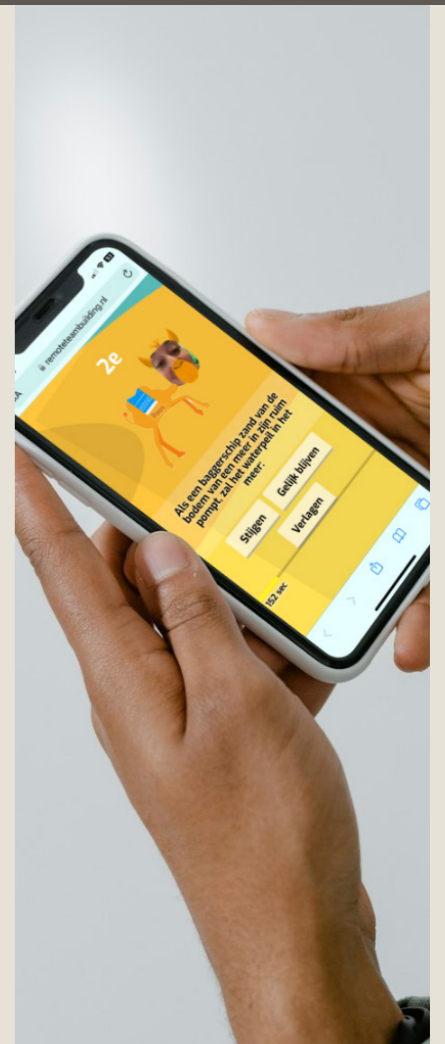 remoteteambuilding.nl
2e
Als een baggerschip zand van de
bodem van een meer in zijn ruim
pompt, zal het waterpeil in het
meer:
Stijgen
Gelijk blijven
Verlagen
152 sec